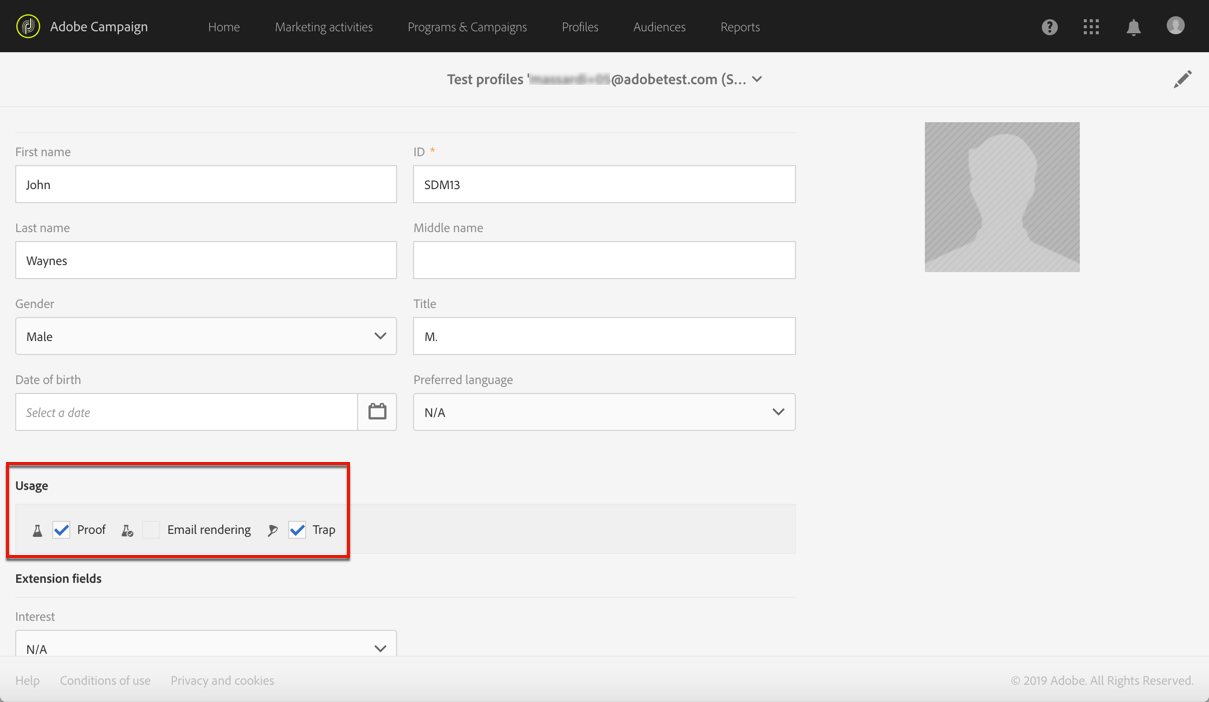 Adobe Campaign Home Marketing activities Programs & Campaigns Profiles Audiences Reports
Test profiles '@adobetest.com (S...
First name ID *
John SDM13
Last name Middle name
Waynes
Gender Title
Male M.
Date of birth Preferred language
Select a date N/A
Usage
Proof Email rendering Trap
Extension fields
Interest
N/A
Help Conditions of use Privacy and cookies © 2019 Adobe. All Rights Reserved.